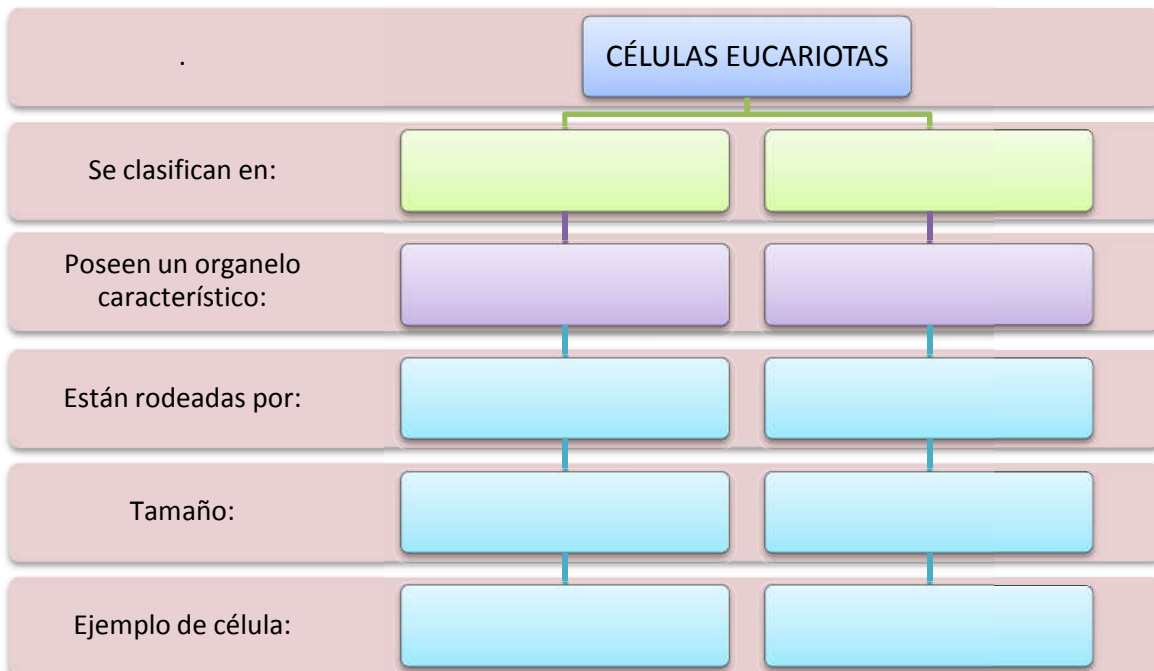 .
CÉLULAS EUCARIOTAS
Se clasifican en:
Poseen un organelo
característico:
Están rodeadas por:
Tamaño:
Ejemplo de célula: